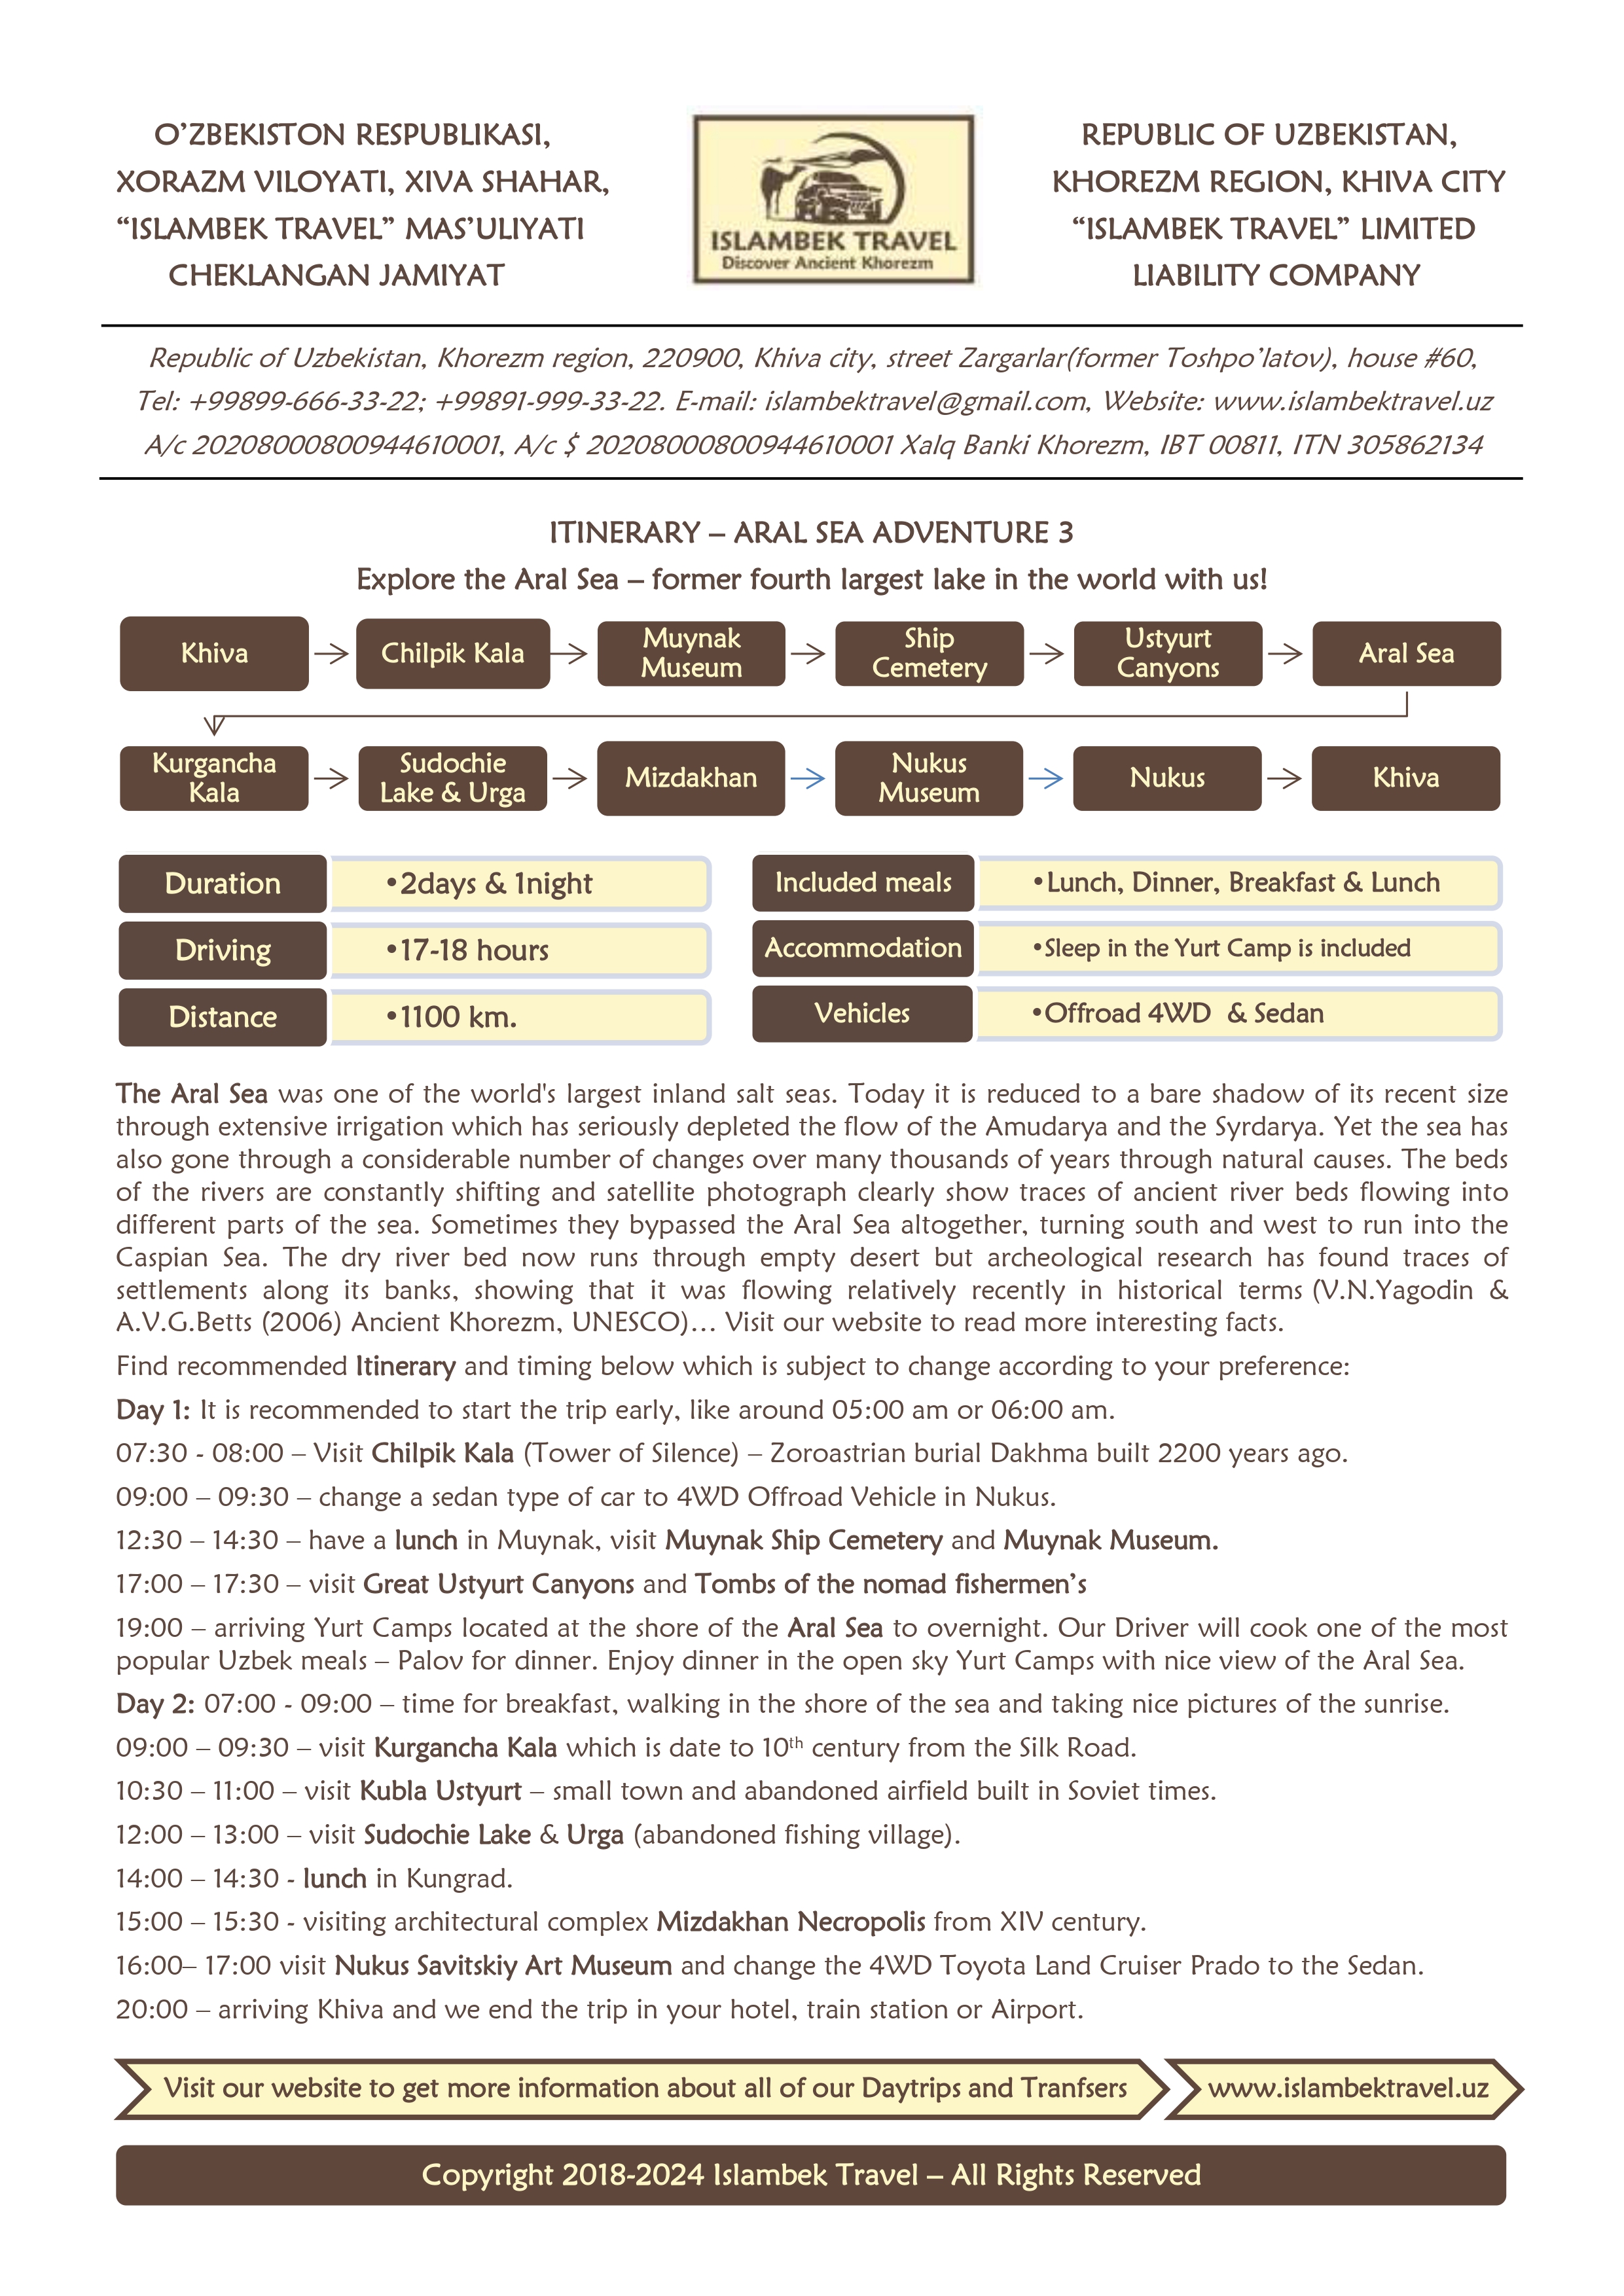 O’ZBEKISTON RESPUBLIKASI,
XORAZM VILOYATI, XIVA SHAHAR,
“ISLAMBEK TRAVEL” MAS’ULIYATI
CHEKLANGAN JAMIYAT
ISLAMBEK TRAVEL
Discover Ancient Khorezm
REPUBLIC OF UZBEKISTAN,
KHOREZM REGION, KHIVA CITY
“ISLAMBEK TRAVEL” LIMITED
LIABILITY COMPANY
Republic of Uzbekistan, Khorezm region, 220900, Khiva city, street Zargarlar(former Toshpo’latov), house #60,
Tel: +99899-666-33-22; +99891-999-33-22. E-mail: islambektravel@gmail.com, Website: www.islambektravel.uz
A/c 20208000800944610001, A/c $ 20208000800944610001 Xalq Banki Khorezm, IBT 00811, ITN 305862134
ITINERARY – ARAL SEA ADVENTURE 3
Explore the Aral Sea – former fourth largest lake in the world with us!
Khiva
Chilpik Kala
Muynak
Museum
Ship
Cemetery
Ustyurt
Canyons
Aral Sea
Kurgancha
Kala
Sudochie
Lake & Urga
Mizdakhan
Nukus
Museum
Nukus
Khiva
Duration
•2days & 1night
Driving
•17-18 hours
Distance
•1100 km.
Included meals
•Lunch, Dinner, Breakfast & Lunch
Accommodation
•Sleep in the Yurt Camp is included
Vehicles
•Offroad 4WD & Sedan
The Aral Sea was one of the world's largest inland salt seas. Today it is reduced to a bare shadow of its recent size
through extensive irrigation which has seriously depleted the flow of the Amudarya and the Syrdarya. Yet the sea has
also gone through a considerable number of changes over many thousands of years through natural causes. The beds
of the rivers are constantly shifting and satellite photograph clearly show traces of ancient river beds flowing into
different parts of the sea. Sometimes they bypassed the Aral Sea altogether, turning south and west to run into the
Caspian Sea. The dry river bed now runs through empty desert but archeological research has found traces of
settlements along its banks, showing that it was flowing relatively recently in historical terms (V.N.Yagodin &
A.V.G.Betts (2006) Ancient Khorezm, UNESCO)… Visit our website to read more interesting facts.
Find recommended Itinerary and timing below which is subject to change according to your preference:
Day 1: It is recommended to start the trip early, like around 05:00 am or 06:00 am.
07:30 - 08:00 – Visit Chilpik Kala (Tower of Silence) – Zoroastrian burial Dakhma built 2200 years ago.
09:00 – 09:30 – change a sedan type of car to 4WD Offroad Vehicle in Nukus.
12:30 – 14:30 – have a lunch in Muynak, visit Muynak Ship Cemetery and Muynak Museum.
17:00 – 17:30 – visit Great Ustyurt Canyons and Tombs of the nomad fishermen’s
19:00 – arriving Yurt Camps located at the shore of the Aral Sea to overnight. Our Driver will cook one of the most
popular Uzbek meals – Palov for dinner. Enjoy dinner in the open sky Yurt Camps with nice view of the Aral Sea.
Day 2: 07:00 - 09:00 – time for breakfast, walking in the shore of the sea and taking nice pictures of the sunrise.
09:00 – 09:30 – visit Kurgancha Kala which is date to 10th century from the Silk Road.
10:30 – 11:00 – visit Kubla Ustyurt – small town and abandoned airfield built in Soviet times.
12:00 – 13:00 – visit Sudochie Lake & Urga (abandoned fishing village).
14:00 – 14:30 - lunch in Kungrad.
15:00 – 15:30 - visiting architectural complex Mizdakhan Necropolis from XIV century.
16:00– 17:00 visit Nukus Savitskiy Art Museum and change the 4WD Toyota Land Cruiser Prado to the Sedan.
20:00 – arriving Khiva and we end the trip in your hotel, train station or Airport.
Visit our website to get more information about all of our Daytrips and Tranfsers
www.islambektravel.uz
Copyright 2018-2024 Islambek Travel – All Rights Reserved